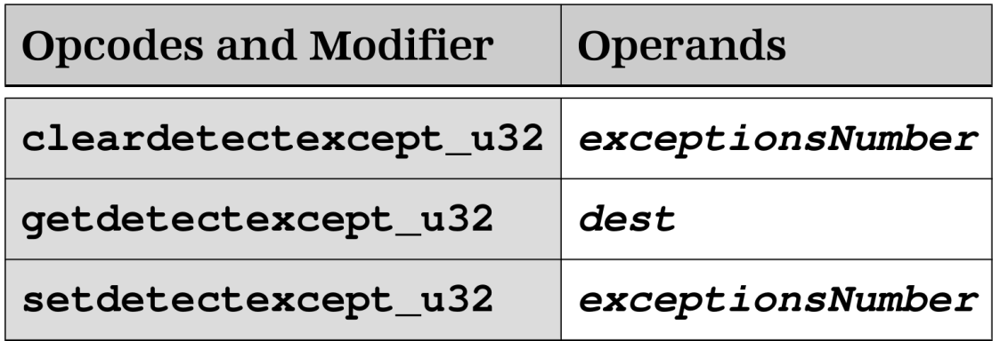 Opcodes and Modifier Operands
cleardetectexcept_u32 exceptionsNumber
getdetectexcept_u32 dest
setdetectexcept_u32 exceptionsNumber